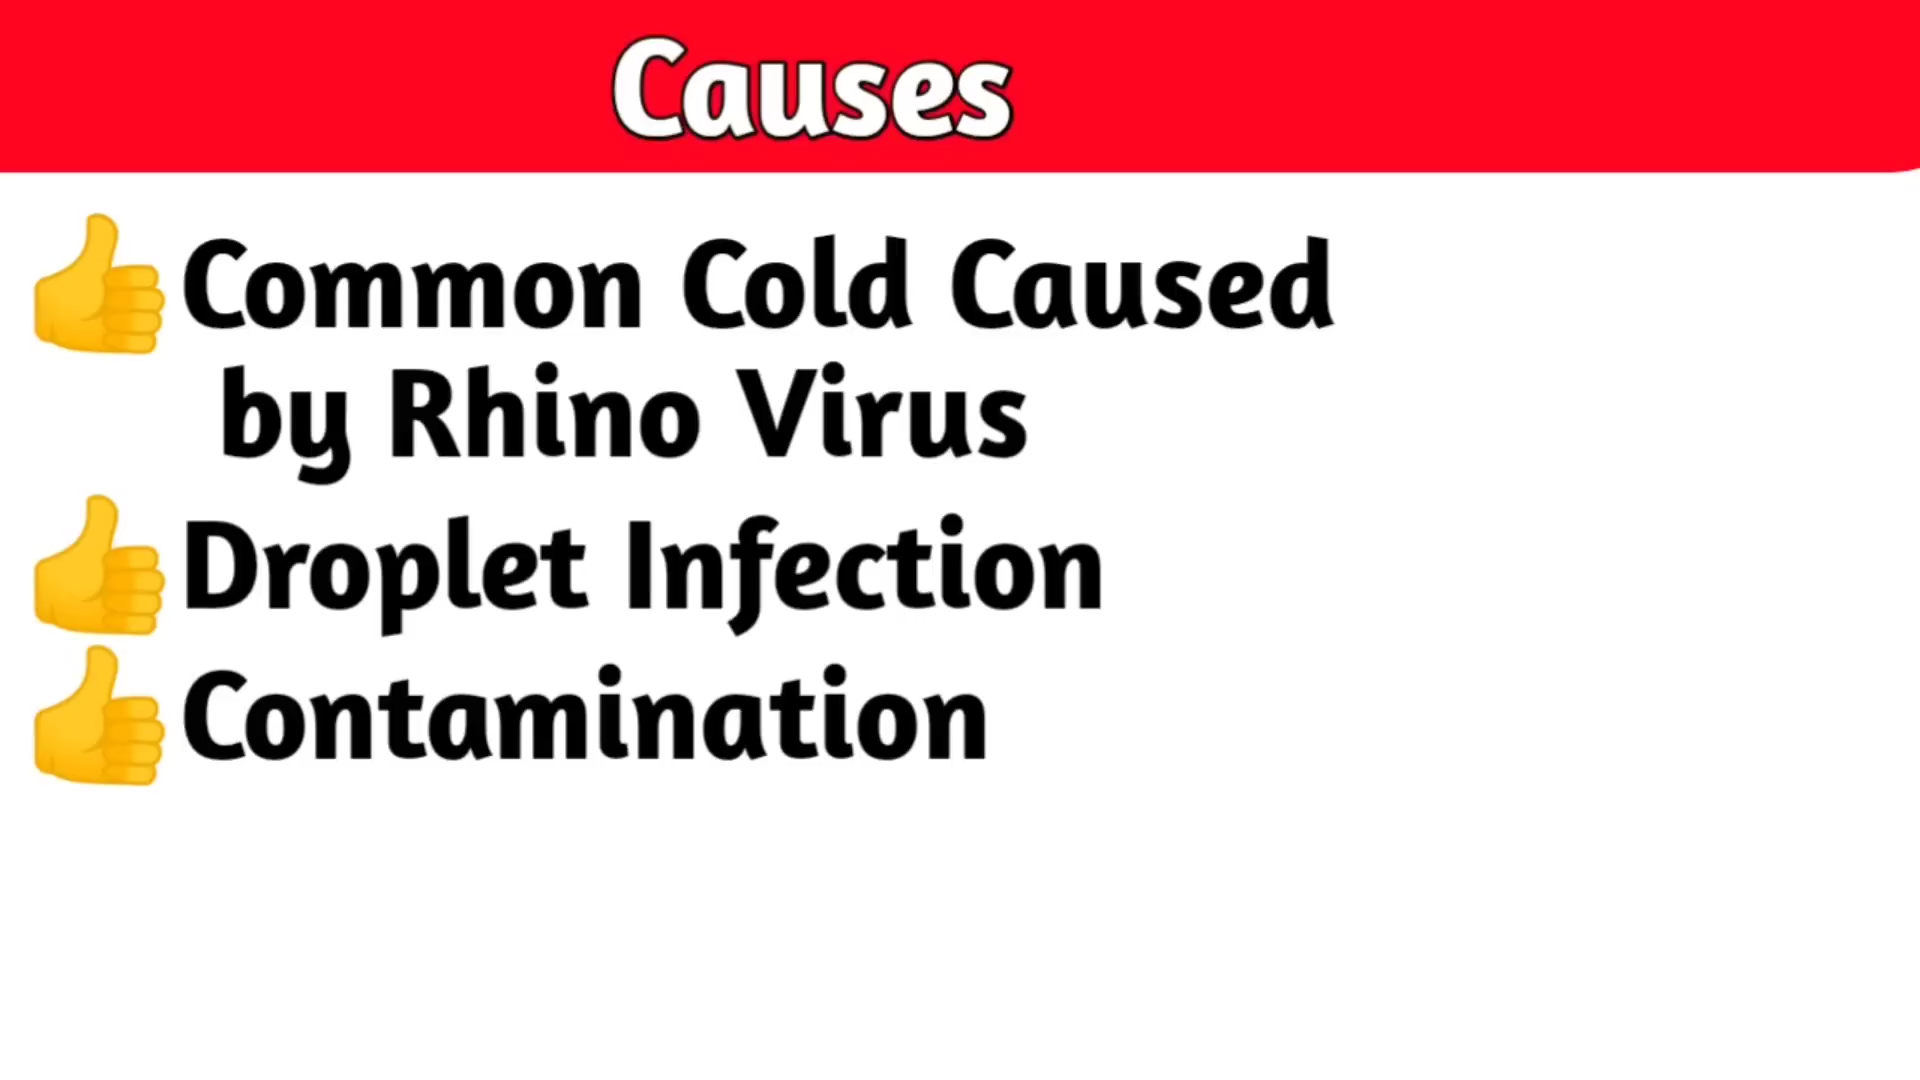 Causes
👍Common Cold Caused
by Rhino Virus
👍Droplet Infection
👍Contamination